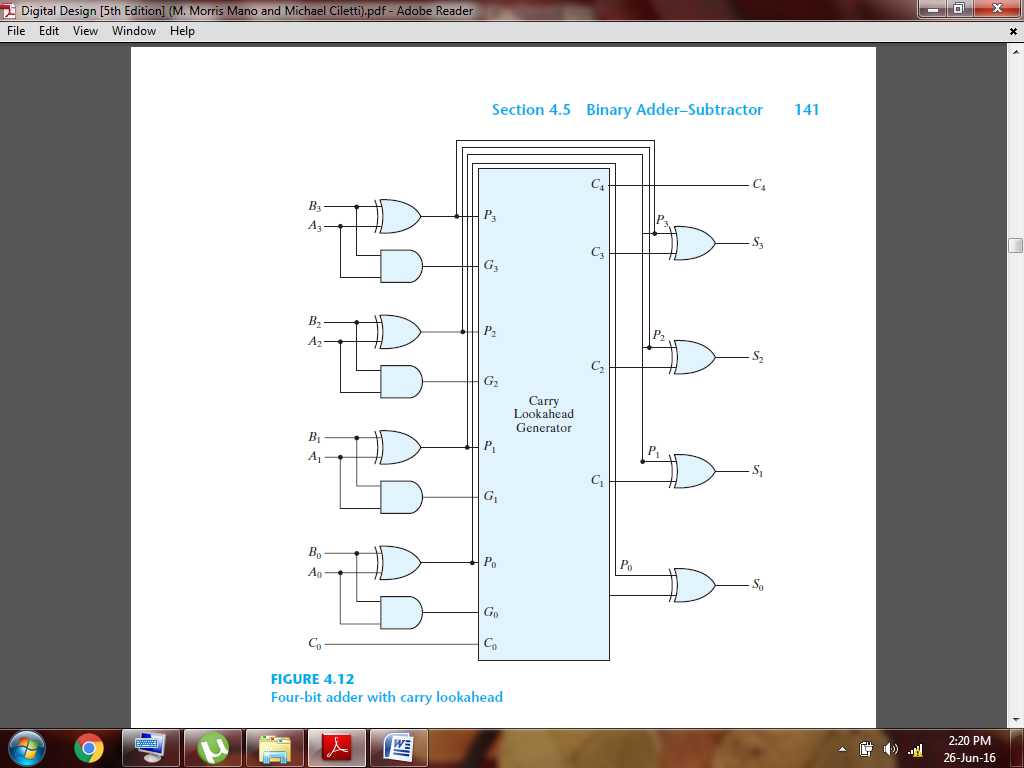 Digital Design [5th Edition] (M. Morris Mano and Michael Ciletti).pdf - Adobe Reader
File Edit View Window Help
Section 4.5 Binary Adder–Subtractor 141
C4 C4
B3 P3 P3
A3
C3 S3
G3
B2 P2 P2
A2
C2 S2
G2
Carry
Lookahead
Generator
B1 P1 P1
A1
C1 S1
G1
B0 P0 P0
A0
S0
G0
C0 C0
FIGURE 4.12
Four-bit adder with carry lookahead
2:20 PM
26-Jun-16